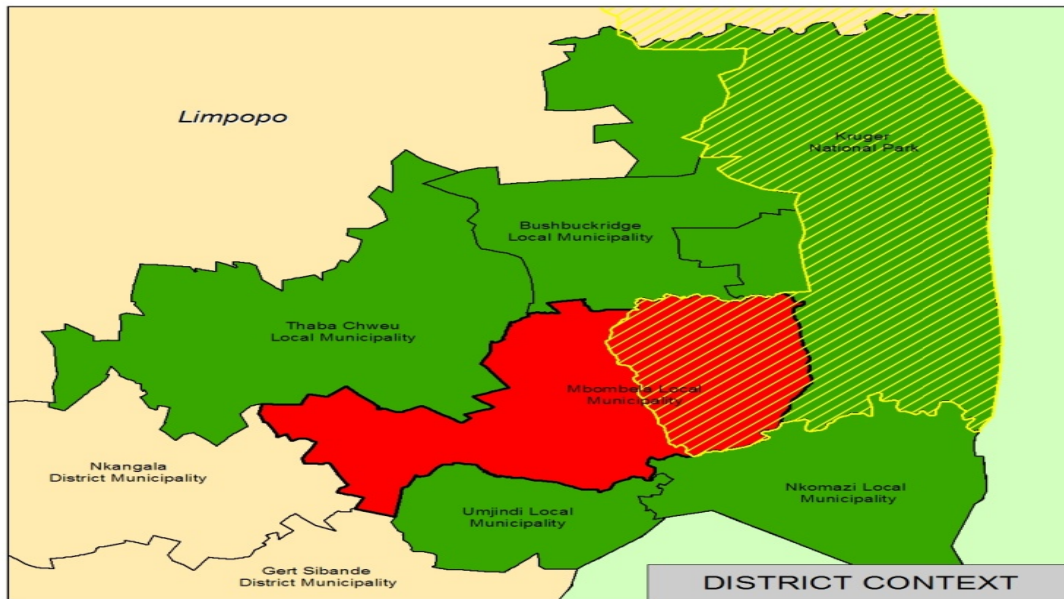 Limpopo
Kruger
National Park
Bushbuckridge
Local Municipality
Thaba Chweu
Local Municipality
Mbombela Local
Municipality
Nkangala
District Municipality
Nkomazi Local
Municipality
Umjindi Local
Municipality
Gert Sibande
District Municipality
DISTRICT CONTEXT